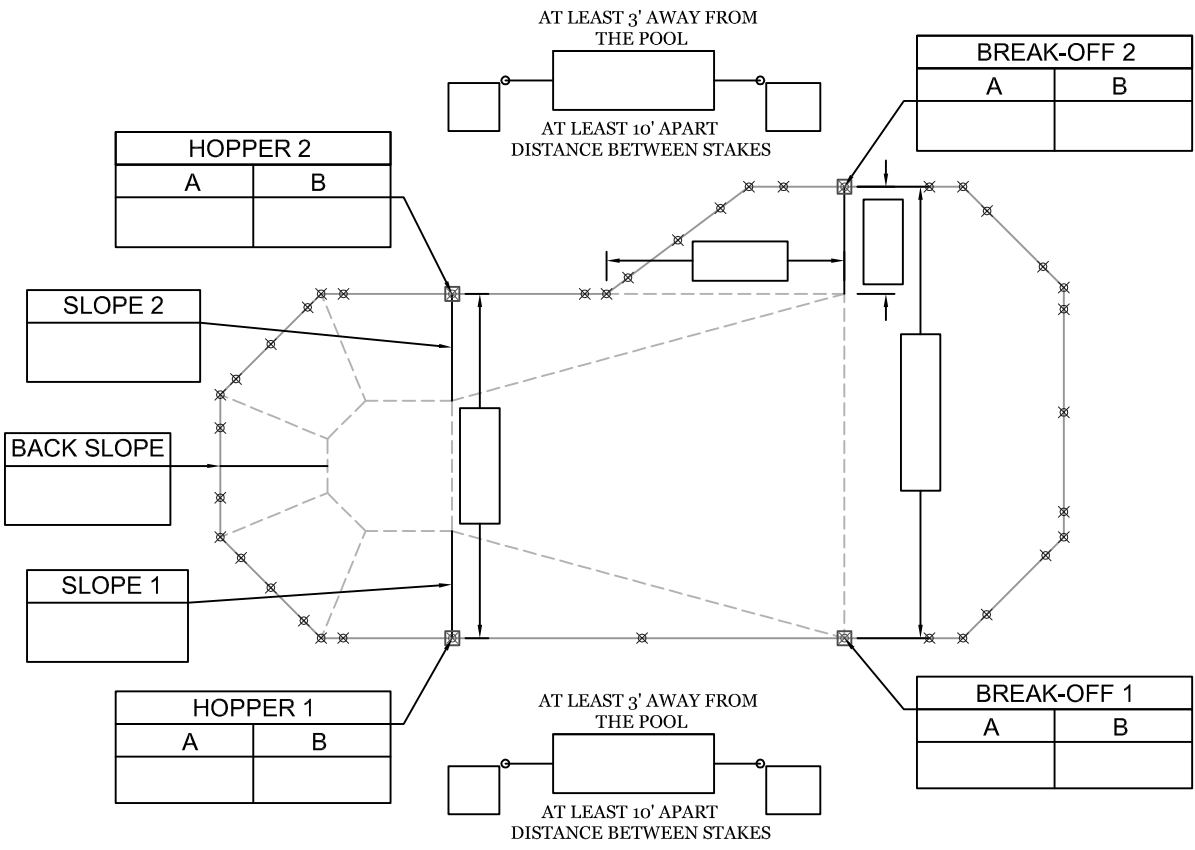 AT LEAST 3' AWAY FROM
THE POOL
AT LEAST 10' APART
DISTANCE BETWEEN STAKES
BREAK-OFF 2
A B
HOPPER 2
A B
SLOPE 2
BACK SLOPE
SLOPE 1
HOPPER 1
A B
AT LEAST 3' AWAY FROM
THE POOL
AT LEAST 10' APART
DISTANCE BETWEEN STAKES
BREAK-OFF 1
A B